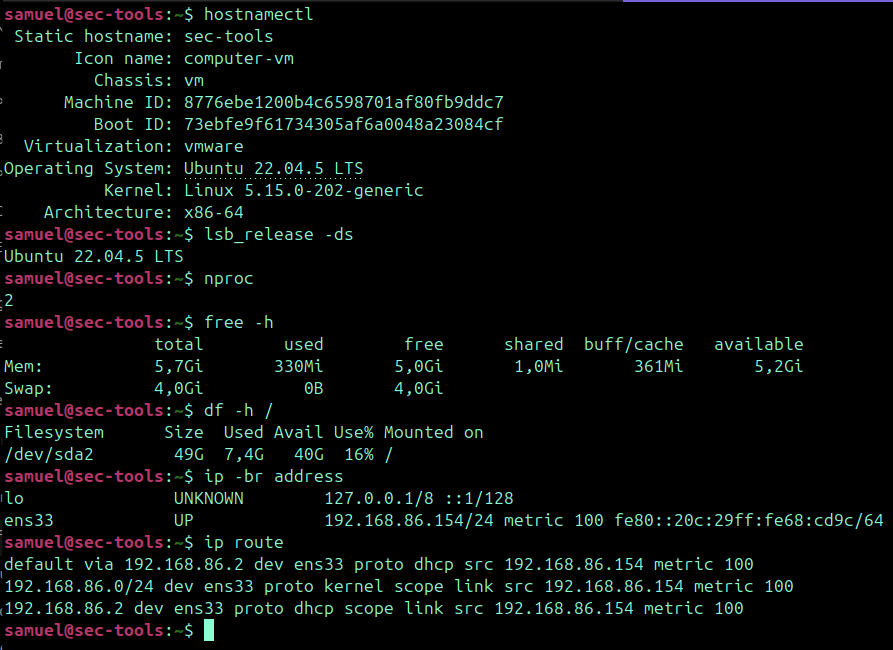 samuel@sec-tools:~$ hostnamectl
 Static hostname: sec-tools
       Icon name: computer-vm
         Chassis: vm
      Machine ID: 8776ebe1200b4c6598701af80fb9ddc7
         Boot ID: 73ebfe9f61734305af6a0048a23084cf
  Virtualization: vmware
Operating System: Ubuntu 22.04.5 LTS
          Kernel: Linux 5.15.0-202-generic
    Architecture: x86-64
samuel@sec-tools:~$ lsb_release -ds
Ubuntu 22.04.5 LTS
samuel@sec-tools:~$ nproc
2
samuel@sec-tools:~$ free -h
               total        used        free      shared  buff/cache   available
Mem:           5,7Gi       330Mi       5,0Gi       1,0Mi       361Mi       5,2Gi
Swap:          4,0Gi          0B       4,0Gi
samuel@sec-tools:~$ df -h /
Filesystem      Size  Used Avail Use% Mounted on
/dev/sda2        49G  7,4G   40G  16% /
samuel@sec-tools:~$ ip -br address
lo               UNKNOWN        127.0.0.1/8 ::1/128
ens33            UP             192.168.86.154/24 metric 100 fe80::20c:29ff:fe68:cd9c/64
samuel@sec-tools:~$ ip route
default via 192.168.86.2 dev ens33 proto dhcp src 192.168.86.154 metric 100
192.168.86.0/24 dev ens33 proto kernel scope link src 192.168.86.154 metric 100
192.168.86.2 dev ens33 proto dhcp scope link src 192.168.86.154 metric 100
samuel@sec-tools:~$